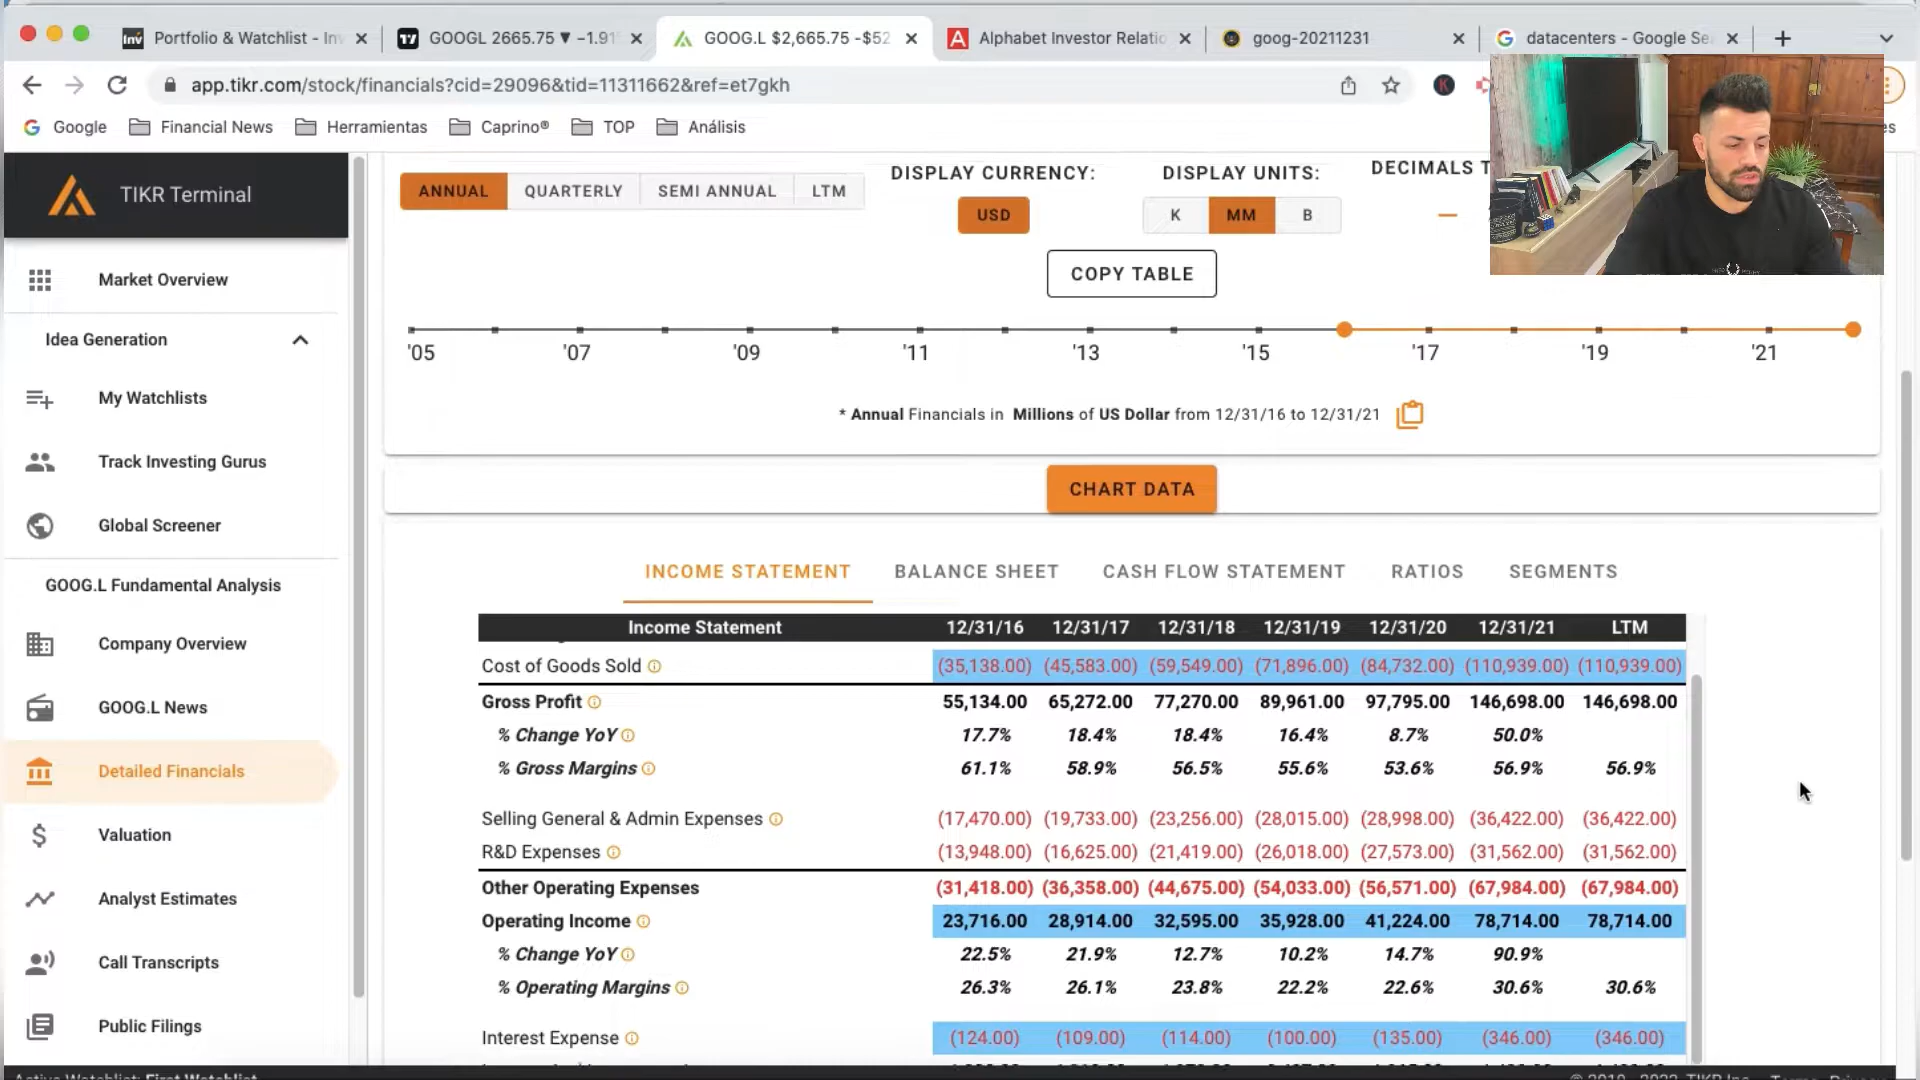 Portfolio & Watchlist - In
GOOGL 2665.75 ▼ −1.91
GOOG.L $2,665.75 -$52
Alphabet Investor Relatio
goog-20211231
datacenters - Google Se
app.tikr.com/stock/financials?cid=29096&tid=11311662&ref=et7gkh
Google
Financial News
Herramientas
Caprino®
TOP
Análisis
TIKR Terminal
Market Overview
Idea Generation
My Watchlists
Track Investing Gurus
Global Screener
GOOG.L Fundamental Analysis
Company Overview
GOOG.L News
Detailed Financials
Valuation
Analyst Estimates
Call Transcripts
Public Filings
ANNUAL QUARTERLY SEMI ANNUAL LTM
DISPLAY CURRENCY:
USD
DISPLAY UNITS:
K MM B
DECIMALS
COPY TABLE
'05 '07 '09 '11 '13 '15 '17 '19 '21
* Annual Financials in Millions of US Dollar from 12/31/16 to 12/31/21
CHART DATA
INCOME STATEMENT BALANCE SHEET CASH FLOW STATEMENT RATIOS SEGMENTS
Income Statement 12/31/16 12/31/17 12/31/18 12/31/19 12/31/20 12/31/21 LTM
Cost of Goods Sold (35,138.00) (45,583.00) (59,549.00) (71,896.00) (84,732.00) (110,939.00) (110,939.00)
Gross Profit 55,134.00 65,272.00 77,270.00 89,961.00 97,795.00 146,698.00 146,698.00
% Change YoY 17.7% 18.4% 18.4% 16.4% 8.7% 50.0%
% Gross Margins 61.1% 58.9% 56.5% 55.6% 53.6% 56.9% 56.9%
Selling General & Admin Expenses (17,470.00) (19,733.00) (23,256.00) (28,015.00) (28,998.00) (36,422.00) (36,422.00)
R&D Expenses (13,948.00) (16,625.00) (21,419.00) (26,018.00) (27,573.00) (31,562.00) (31,562.00)
Other Operating Expenses (31,418.00) (36,358.00) (44,675.00) (54,033.00) (56,571.00) (67,984.00) (67,984.00)
Operating Income 23,716.00 28,914.00 32,595.00 35,928.00 41,224.00 78,714.00 78,714.00
% Change YoY 22.5% 21.9% 12.7% 10.2% 14.7% 90.9%
% Operating Margins 26.3% 26.1% 23.8% 22.2% 22.6% 30.6% 30.6%
Interest Expense (124.00) (109.00) (114.00) (100.00) (135.00) (346.00) (346.00)